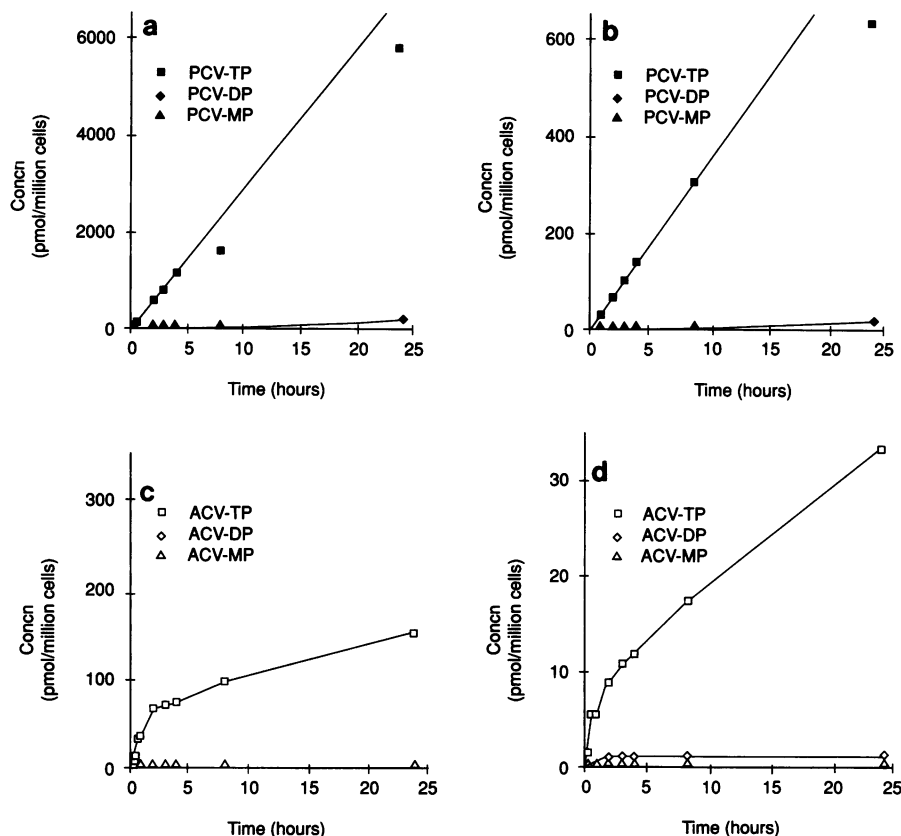 a
6000
4000
2000
0
PCV-TP
PCV-DP
PCV-MP
Concn
(pmol/million cells)
0 5 10 15 20 25
Time (hours)
b
600
400
200
0
PCV-TP
PCV-DP
PCV-MP
Concn
(pmol/million cells)
0 5 10 15 20 25
Time (hours)
c
300
200
100
0
ACV-TP
ACV-DP
ACV-MP
Concn
(pmol/million cells)
0 5 10 15 20 25
Time (hours)
d
30
20
10
0
ACV-TP
ACV-DP
ACV-MP
Concn
(pmol/million cells)
0 5 10 15 20 25
Time (hours)